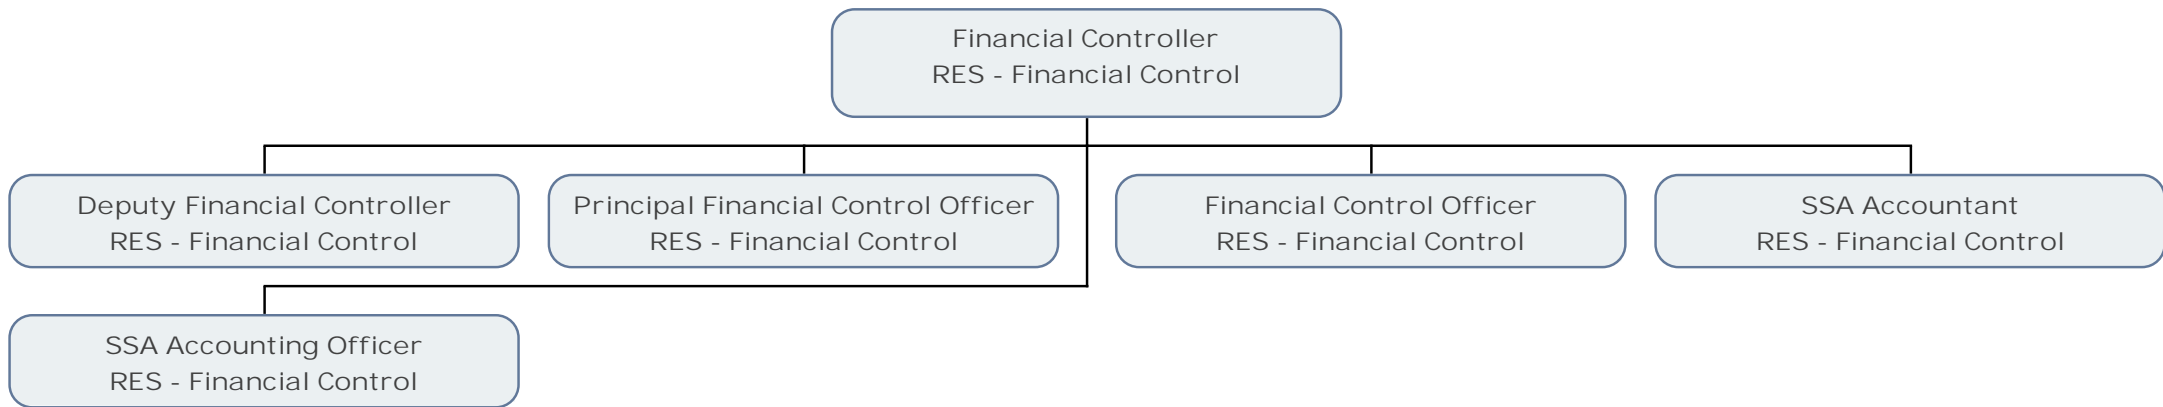 Financial Controller
RES - Financial Control
Deputy Financial Controller
RES - Financial Control
Principal Financial Control Officer
RES - Financial Control
Financial Control Officer
RES - Financial Control
SSA Accountant
RES - Financial Control
SSA Accounting Officer
RES - Financial Control